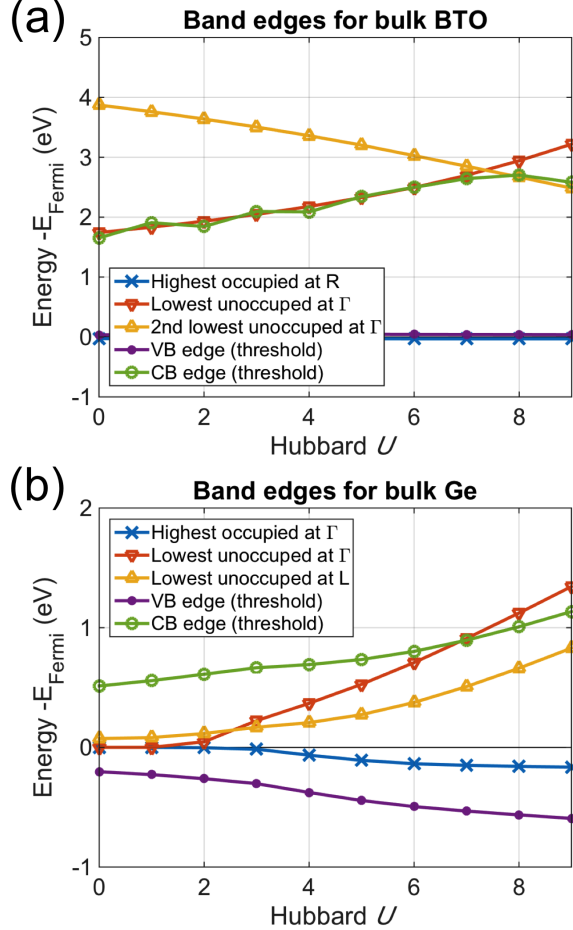 (a)
Band edges for bulk BTO
Energy -E_Fermi (eV)
5
4
3
2
1
0
-1
Highest occupied at R
Lowest unoccuped at Γ
2nd lowest unoccuped at Γ
VB edge (threshold)
CB edge (threshold)
0 2 4 6 8
Hubbard U
(b)
Band edges for bulk Ge
Energy -E_Fermi (eV)
2
1
0
-1
Highest occupied at Γ
Lowest unoccuped at Γ
Lowest unoccuped at L
VB edge (threshold)
CB edge (threshold)
0 2 4 6 8
Hubbard U